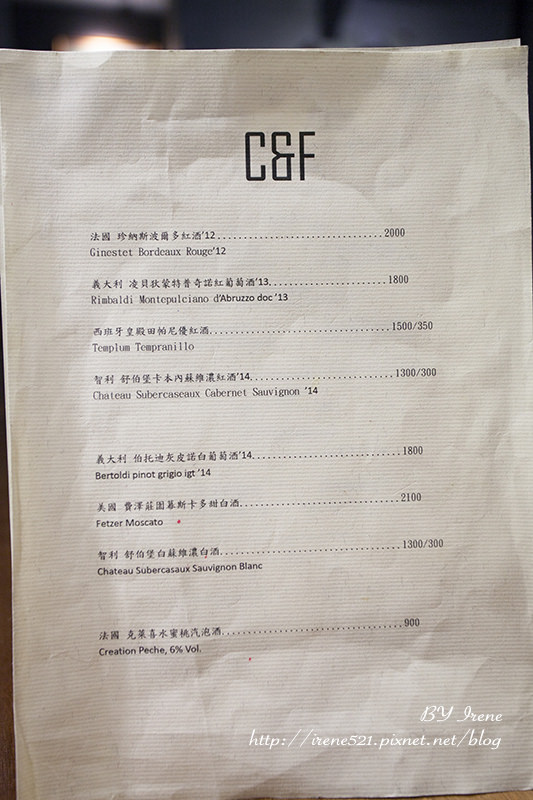 C&F
法國 珍納斯波爾多紅酒'12................................2000
Ginestet Bordeaux Rouge'12
義大利 凌貝狄蒙特普奇諾紅葡萄酒'13......................1800
Rimbaldi Montepulciano d'Abruzzo doc '13
西班牙皇殿田帕尼優紅酒...................................1500/350
Templum Tempranillo
智利 舒伯堡卡本內蘇維濃紅酒'14............................1300/300
Chateau Subercaseaux Cabernet Sauvignon '14
義大利 伯托迪灰皮諾白葡萄酒'14.............................1800
Bertoldi pinot grigio igt '14
美國 費澤莊園慕斯卡多甜白酒...............................2100
Fetzer Moscato
智利 舒伯堡白蘇維濃白酒...................................1300/300
Chateau Subercasaux Sauvignon Blanc
法國 克萊喜水蜜桃汽泡酒...................................900
Creation Peche, 6% Vol.
BY Irene
http://irene521.pixnet.net/blog